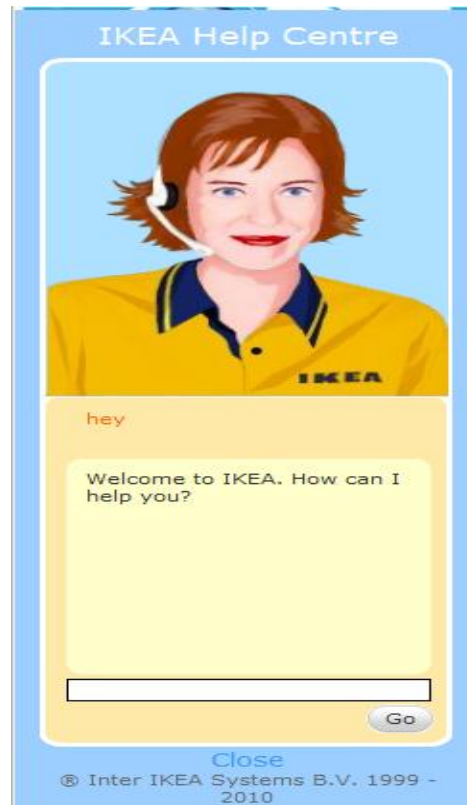 IKEA Help Centre
IKEA
hey
Welcome to IKEA. How can I
help you?
Go
Close
® Inter IKEA Systems B.V. 1999 -
2010